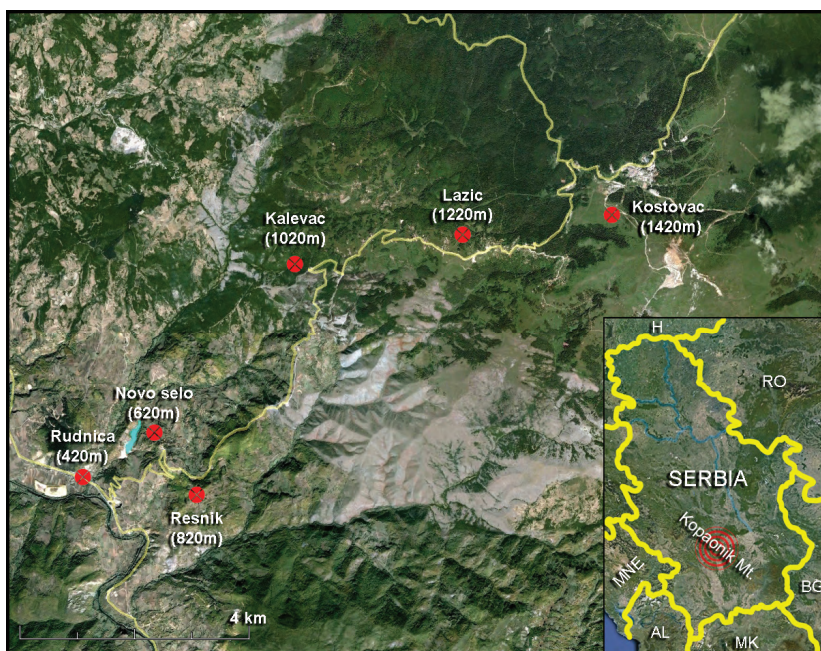 Lazic
(1220m)
Kostovac
(1420m)
Kalevac
(1020m)
Novo selo
(620m)
Rudnica
(420m)
Resnik
(820m)
4 km
H
RO
SERBIA
Kopaonik Mt.
MNE
BG
AL
MK